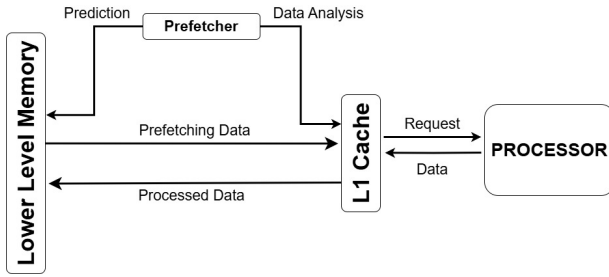 Prediction
Prefetcher
Data Analysis
Lower Level Memory
Prefetching Data
L1 Cache
Request
PROCESSOR
Data
Processed Data